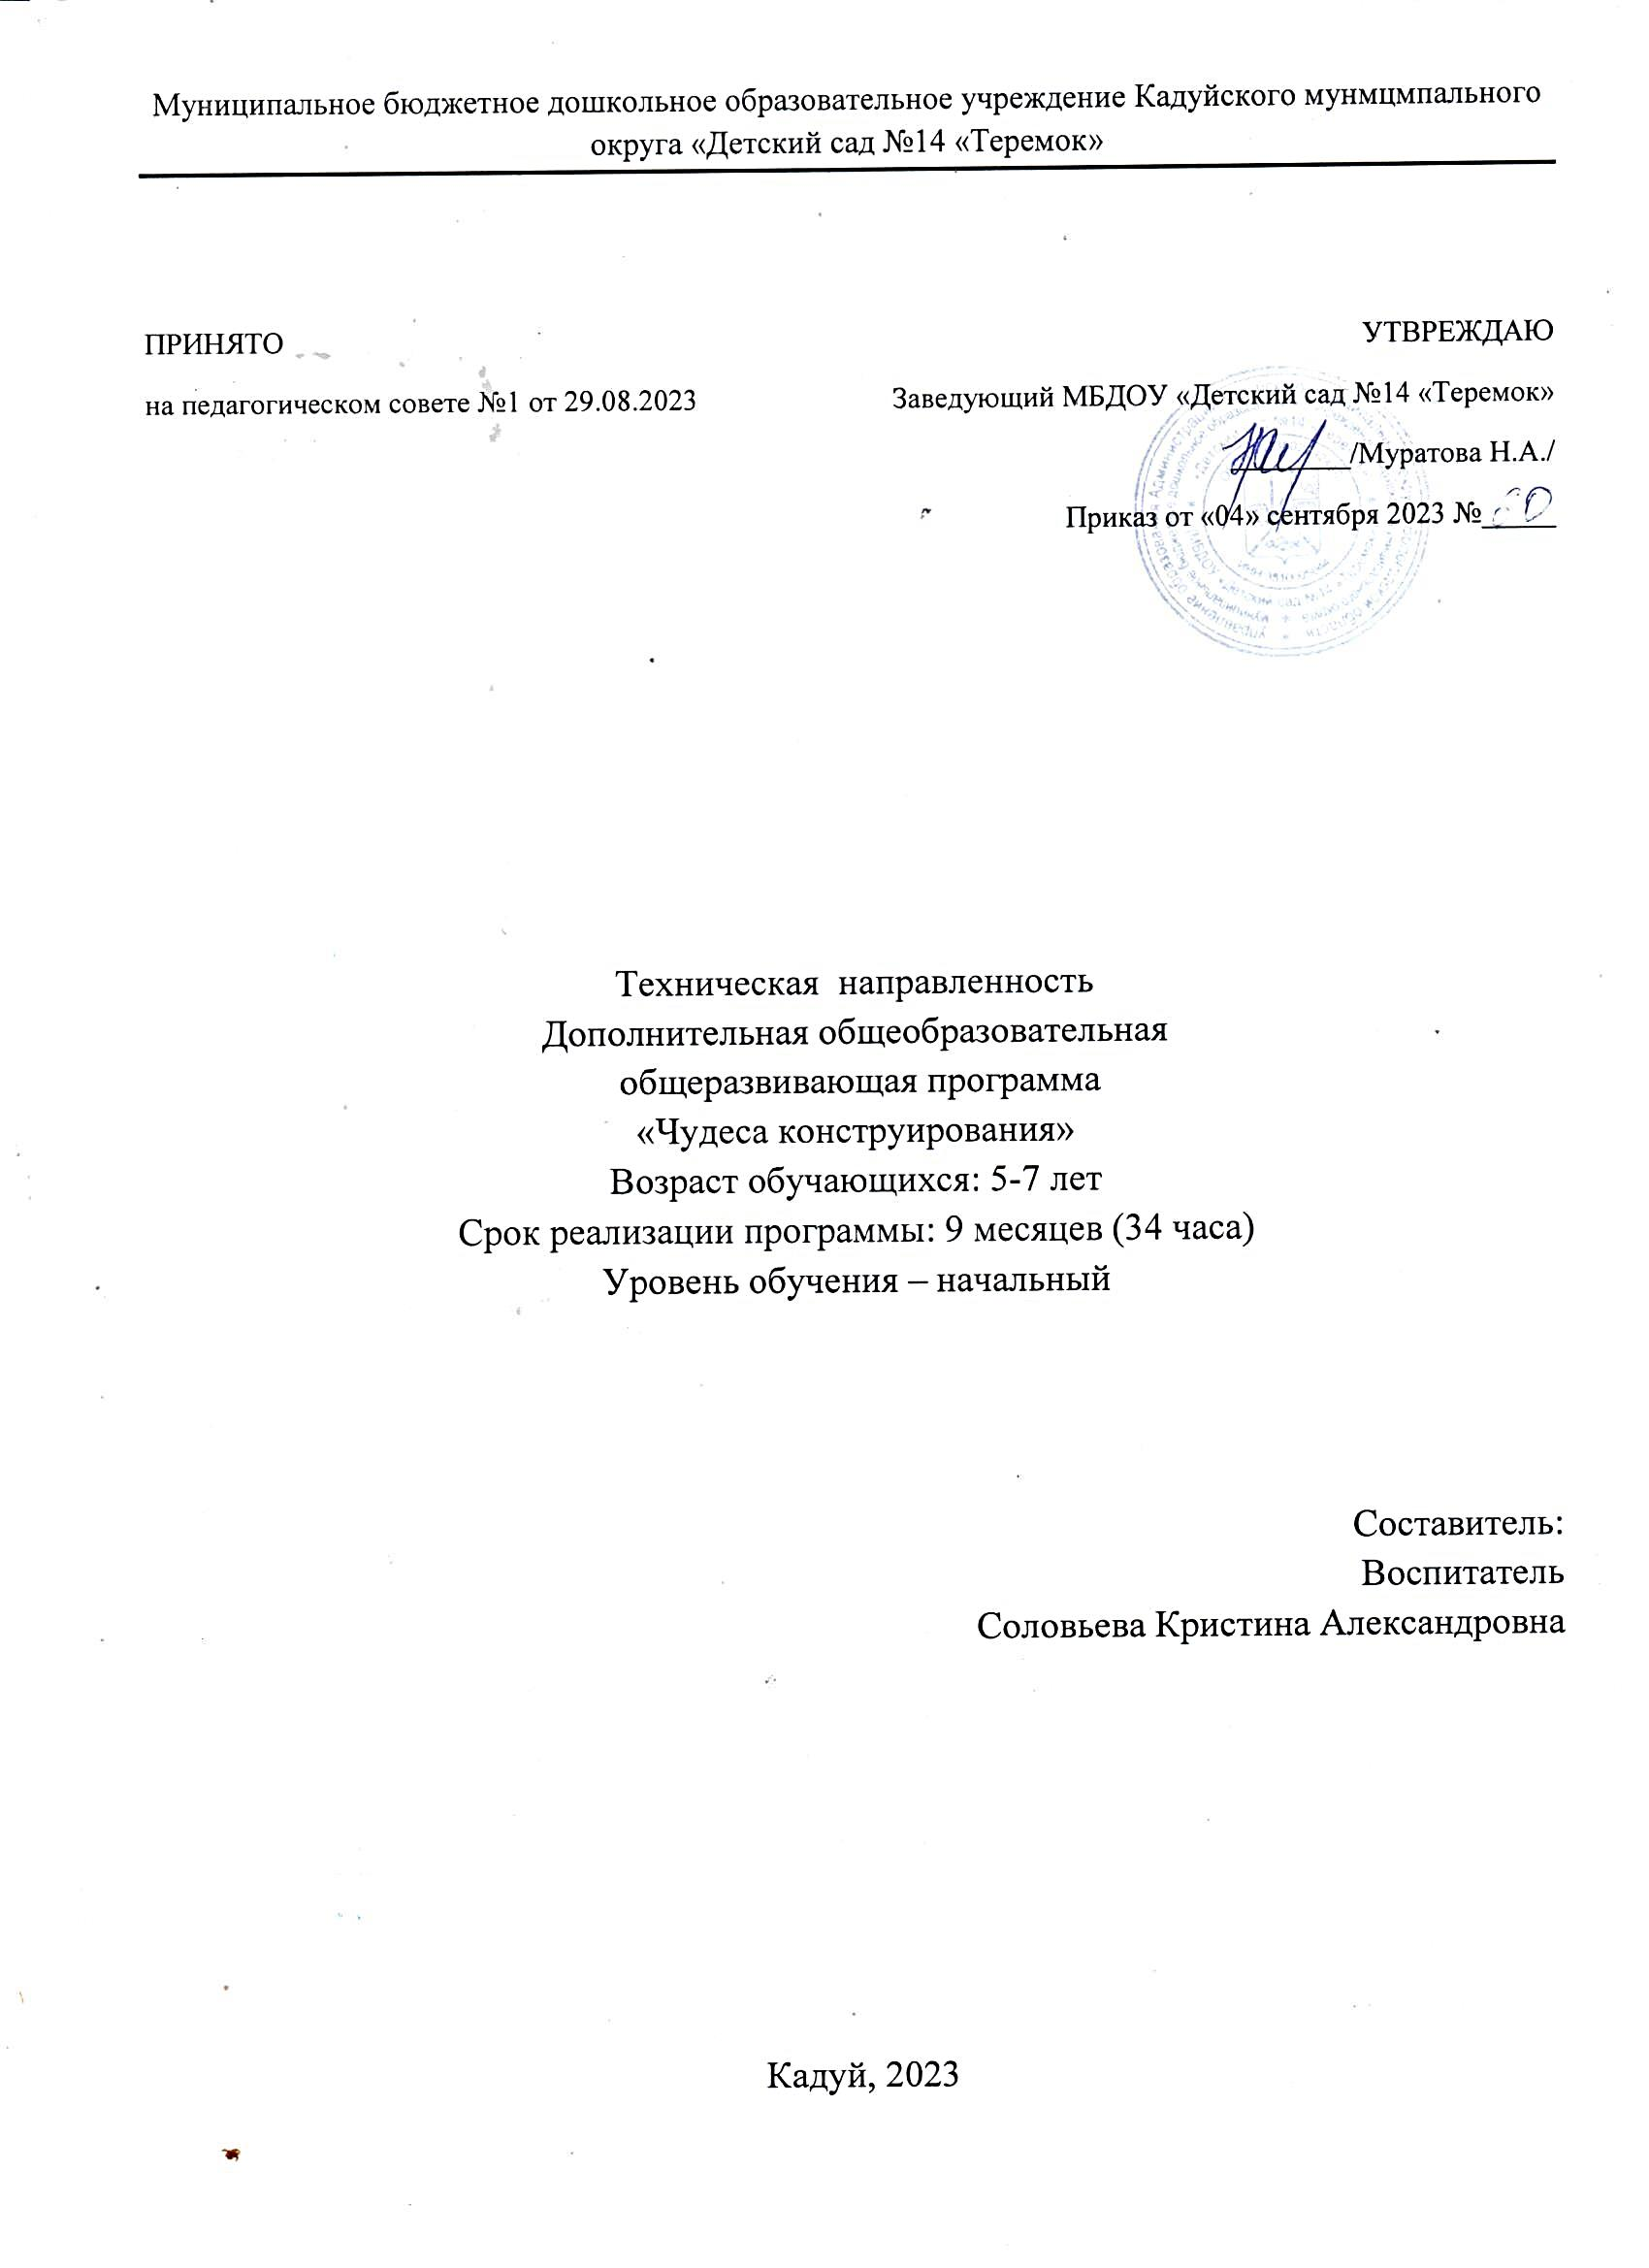 Муниципальное бюджетное дошкольное образовательное учреждение Кадуйского мунмцмпального
округа «Детский сад №14 «Теремок»
ПРИНЯТО
на педагогическом совете №1 от 29.08.2023
УТВРЕЖДАЮ
Заведующий МБДОУ «Детский сад №14 «Теремок»
/Муратова Н.А./
Приказ от «04» сентября 2023 №
Техническая направленность
Дополнительная общеобразовательная
общеразвивающая программа
«Чудеса конструирования»
Возраст обучающихся: 5-7 лет
Срок реализации программы: 9 месяцев (34 часа)
Уровень обучения – начальный
Составитель:
Воспитатель
Соловьева Кристина Александровна
Кадуй, 2023